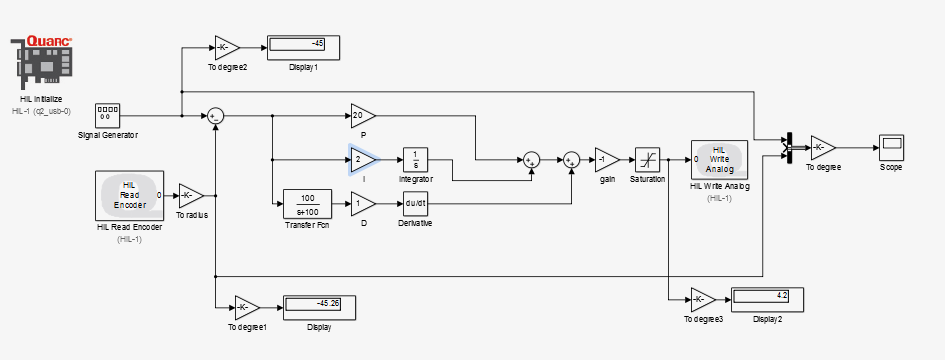 QUARC
-K-
-45
To degree2
Display1
HIL Initialize
HIL-1 (q2_usb-0)
Signal Generator
20
P
2
I
1
s
Integrator
-1
gain
Saturation
0
HIL
Write
Analog
HIL Write Analog
(HIL-1)
-K-
To degree
Scope
HIL
Read
Encoder
0
HIL Read Encoder
(HIL-1)
-K-
To radius
100
s+100
Transfer Fcn
1
D
du/dt
Derivative
-K-
To degree1
-45.26
Display
-K-
To degree3
4.2
Display2